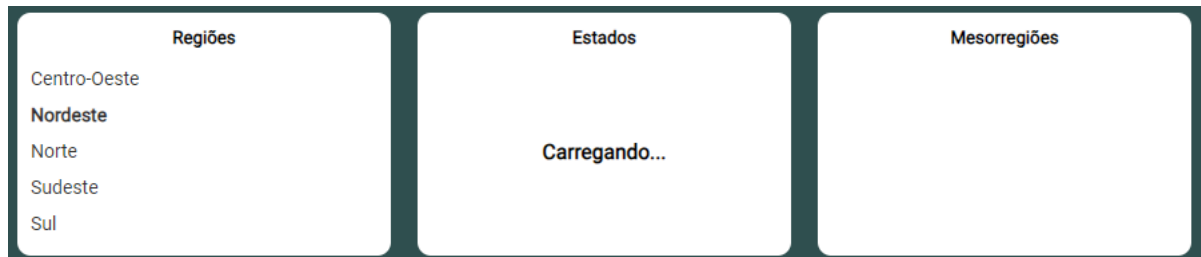 Regiões
Centro-Oeste
Nordeste
Norte
Sudeste
Sul
Estados
Carregando...
Mesorregiões